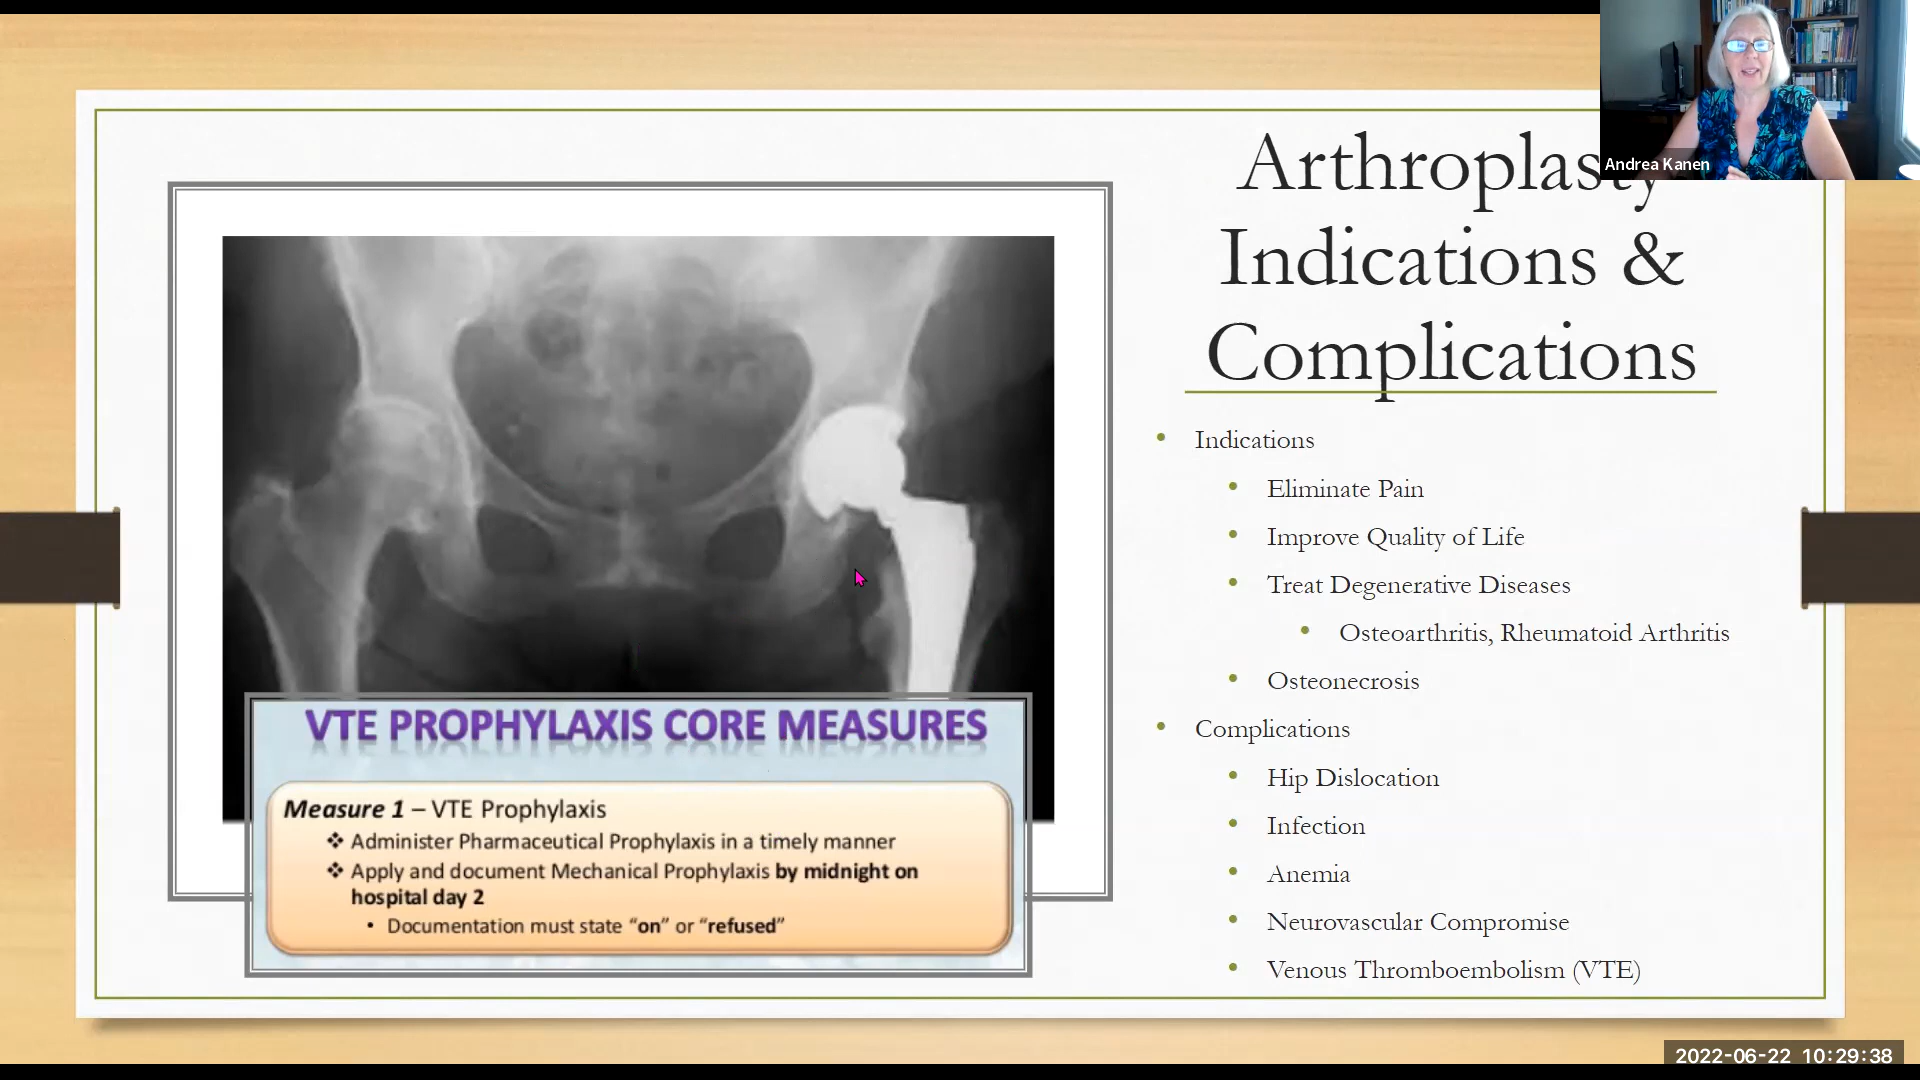 Andrea Kanen
Arthroplasty
Indications &
Complications
• Indications
• Eliminate Pain
• Improve Quality of Life
• Treat Degenerative Diseases
• Osteoarthritis, Rheumatoid Arthritis
• Osteonecrosis
• Complications
• Hip Dislocation
• Infection
• Anemia
• Neurovascular Compromise
• Venous Thromboembolism (VTE)
VTE PROPHYLAXIS CORE MEASURES
Measure 1 – VTE Prophylaxis
❖ Administer Pharmaceutical Prophylaxis in a timely manner
❖ Apply and document Mechanical Prophylaxis by midnight on
hospital day 2
• Documentation must state “on” or “refused”
2022-06-22 10:29:38